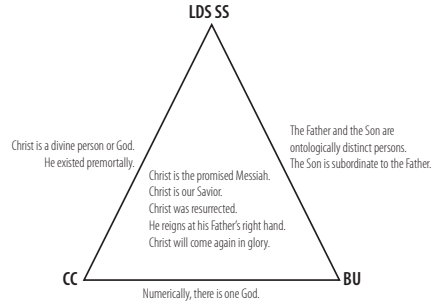 LDS SS
Christ is a divine person or God.
He existed premortally.
The Father and the Son are
ontologically distinct persons.
The Son is subordinate to the Father.
Christ is the promised Messiah.
Christ is our Savior.
Christ was resurrected.
He reigns at his Father's right hand.
Christ will come again in glory.
CC
BU
Numerically, there is one God.